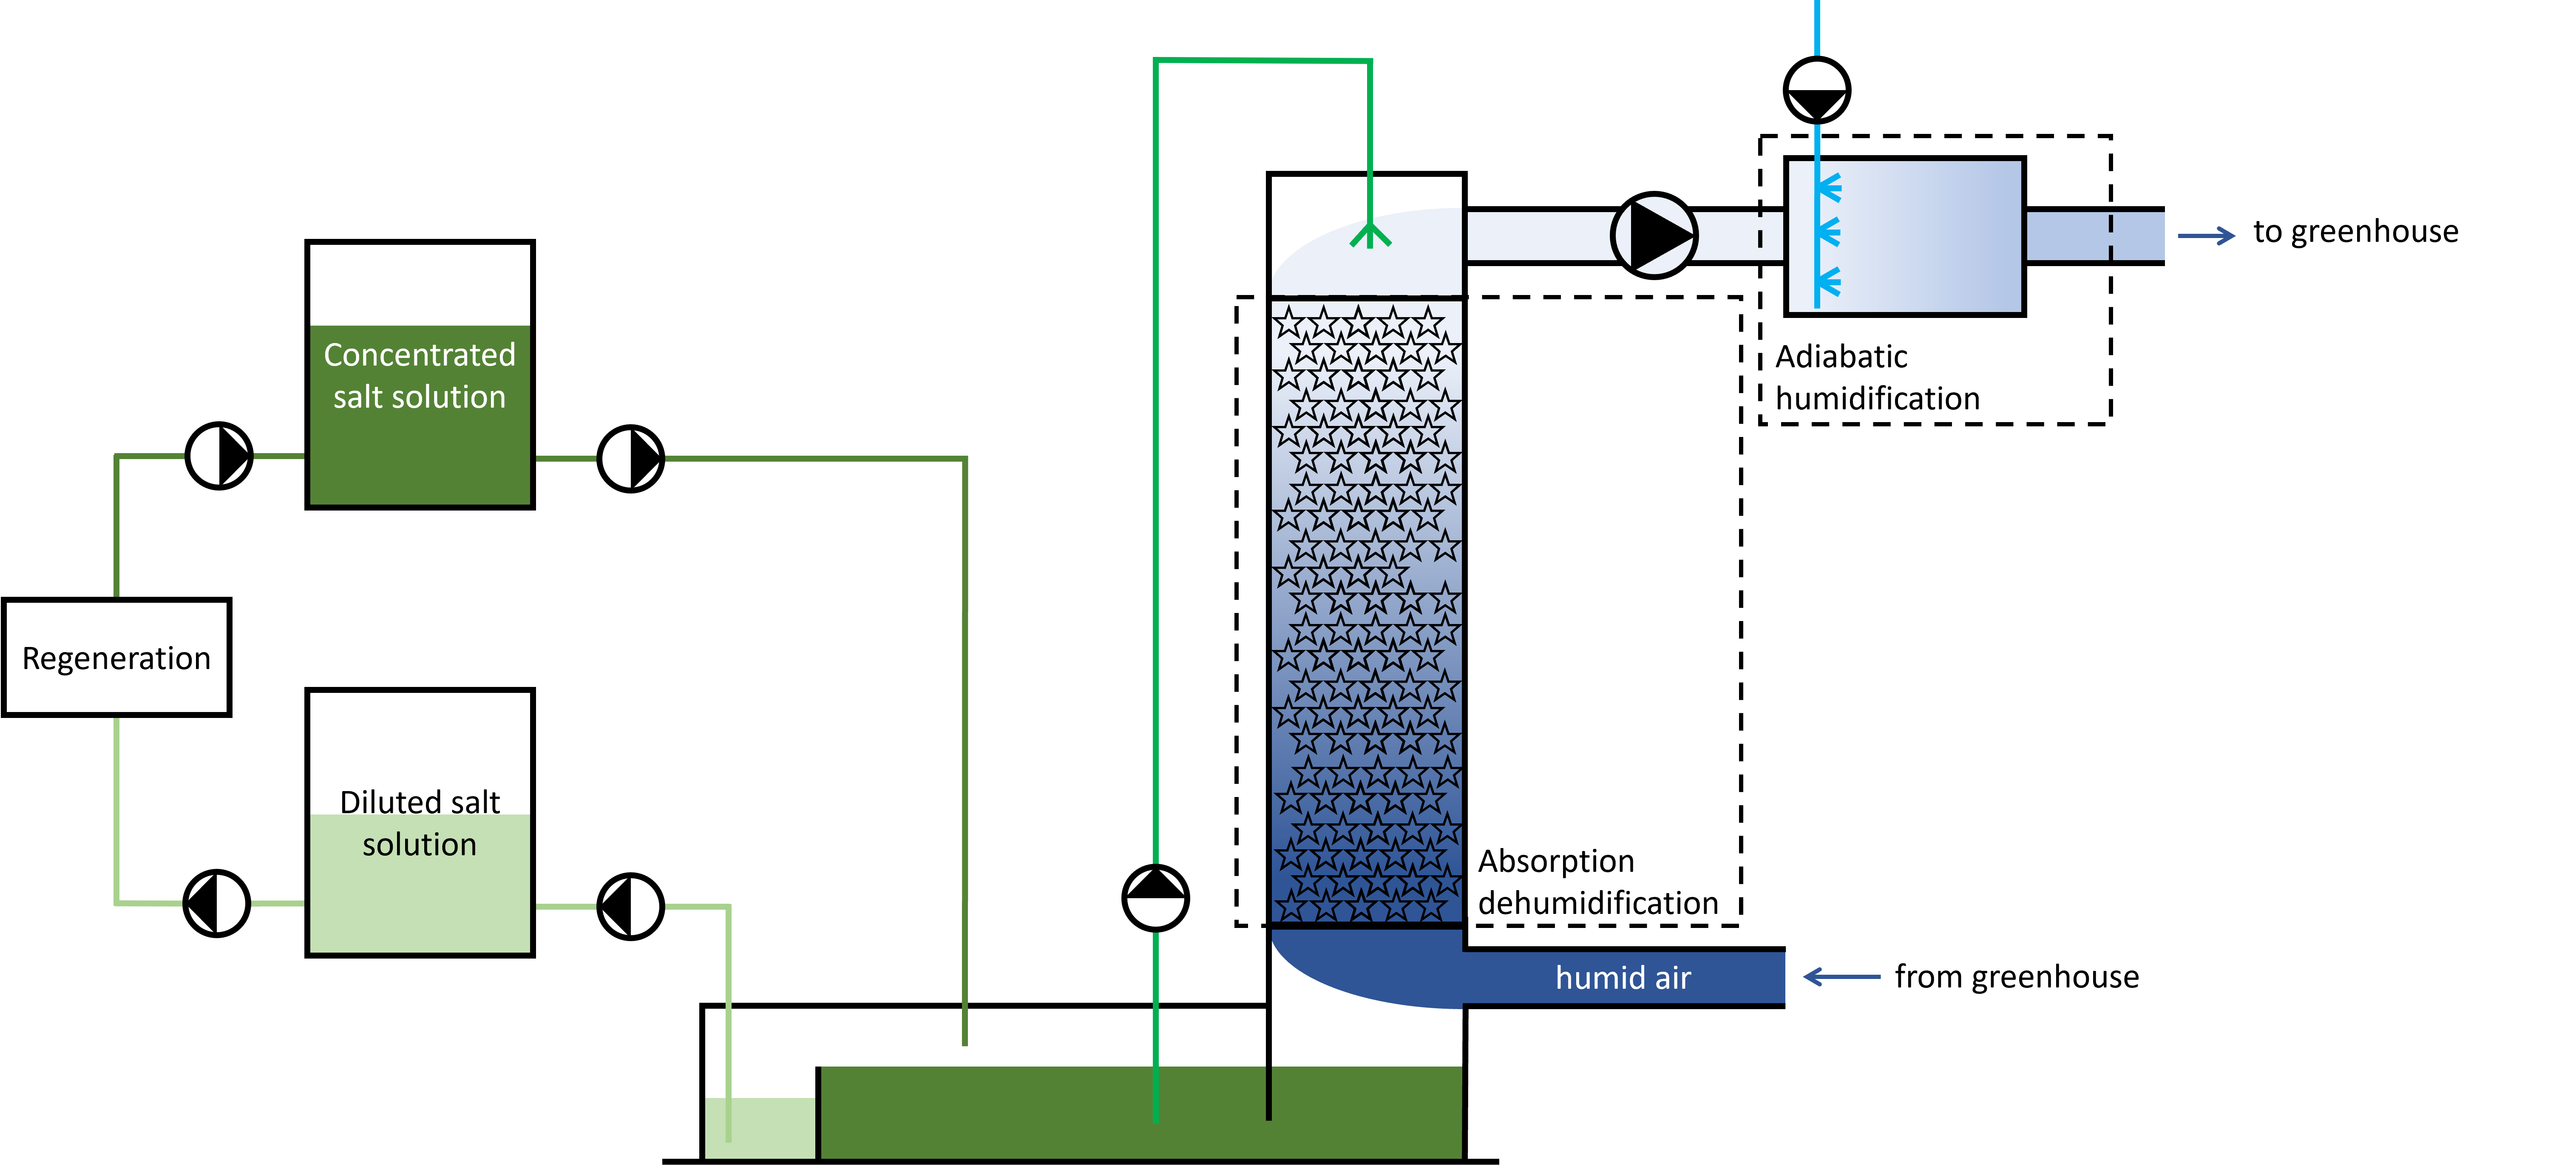 to greenhouse
Concentrated
salt solution
Adiabatic
humidification
Regeneration
Diluted salt
solution
Absorption
dehumidification
humid air
from greenhouse